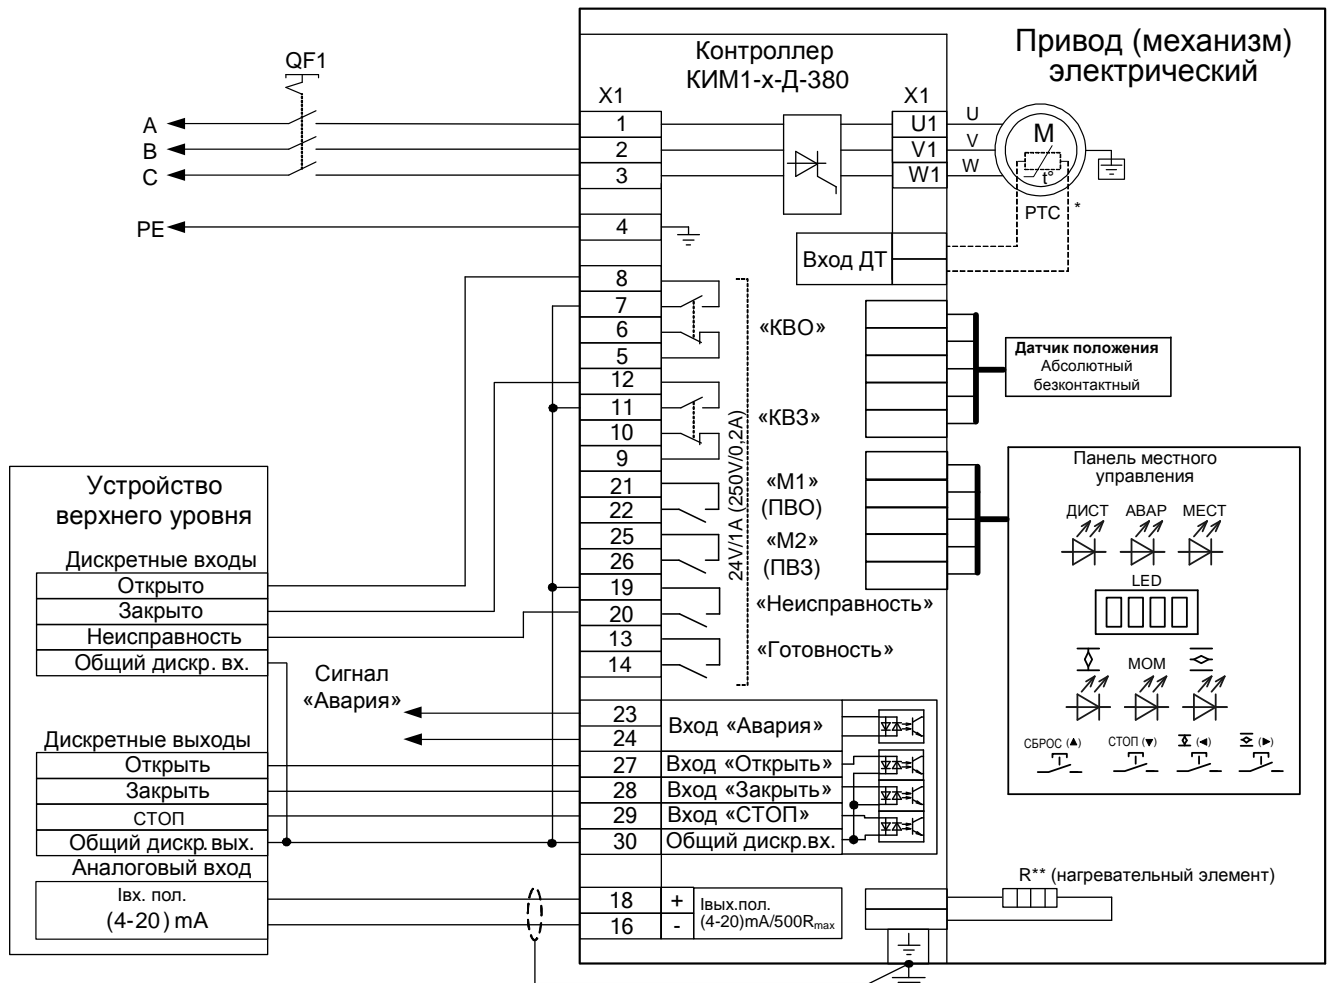 Привод (механизм)
электрический
Контроллер
КИМ1-х-Д-380
QF1
X1
X1
A
1
U1
U
B
2
V1
V
C
3
W1
W
M
t°
PTC
*
PE
4
Вход ДТ
8
7
6
5
«КВО»
12
11
10
9
«КВЗ»
21
22
«М1»
(ПВО)
25
26
«М2»
(ПВЗ)
19
20
«Неисправность»
13
14
«Готовность»
24V/1A (250V/0,2A)
Датчик положения
Абсолютный
безконтактный
Панель местного
управления
ДИСТ АВАР МЕСТ
LED
МОМ
СБРОС (▲) СТОП (▼) (◄) (►)
Устройство
верхнего уровня
Дискретные входы
Открыто
Закрыто
Неисправность
Общий дискр. вх.
Сигнал
«Авария»
23
24
Вход «Авария»
Дискретные выходы
Открыть
27
Вход «Открыть»
Закрыть
28
Вход «Закрыть»
СТОП
29
Вход «СТОП»
Общий дискр. вых.
30
Общий дискр.вх.
Аналоговый вход
Iвх. пол.
(4-20) mA
18
+
16
-
Iвых.пол.
(4-20)mA/500Rmax
R** (нагревательный элемент)